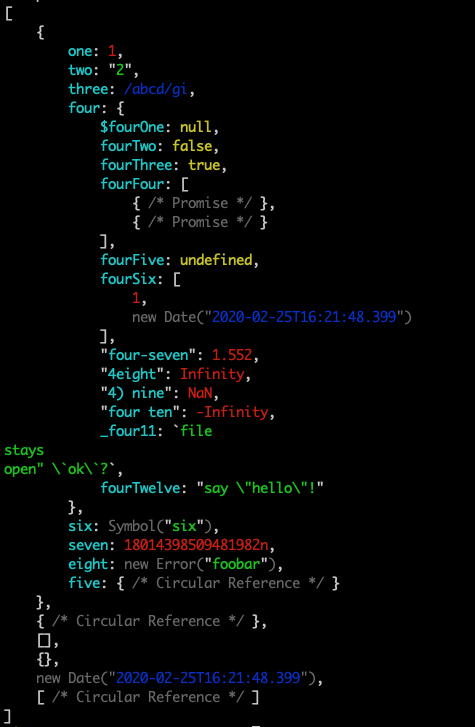 [
    {
        one: 1,
        two: "2",
        three: /abcd/gi,
        four: {
            $fourOne: null,
            fourTwo: false,
            fourThree: true,
            fourFour: [
                { /* Promise */ },
                { /* Promise */ }
            ],
            fourFive: undefined,
            fourSix: [
                1,
                new Date("2020-02-25T16:21:48.399")
            ],
            "four-seven": 1.552,
            "4eight": Infinity,
            "4) nine": NaN,
            "four ten": -Infinity,
            _four11: `file
stays
open" \`ok\`?`,
            fourTwelve: "say \"hello\"!"
        },
        six: Symbol("six"),
        seven: 18014398509481982n,
        eight: new Error("foobar"),
        five: { /* Circular Reference */ }
    },
    { /* Circular Reference */ },
    [],
    {},
    new Date("2020-02-25T16:21:48.399"),
    [ /* Circular Reference */ ]
]